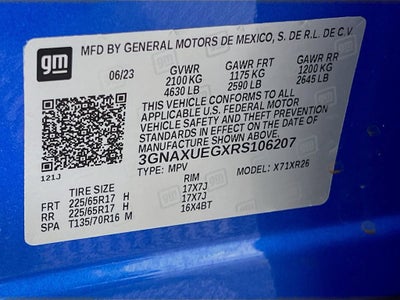 gm
MFD BY GENERAL MOTORS DE MEXICO, S. DE R.L. DE C.V.
06/23 GVWR GAWR FRT GAWR RR
2100 KG 1175 KG 1200 KG
4630 LB 2590 LB 2645 LB
THIS VEHICLE CONFORMS TO ALL
APPLICABLE U.S. FEDERAL MOTOR
VEHICLE SAFETY AND THEFT PREVENTION
STANDARDS IN EFFECT ON THE DATE OF
MANUFACTURE SHOWN ABOVE.
3GNAXUEGXRS106207
121J TYPE: MPV MODEL: X71XR26
TIRE SIZE RIM
FRT 225/65R17 H 17X7J
RR 225/65R17 H 17X7J
SPA T135/70R16 M 16X4BT